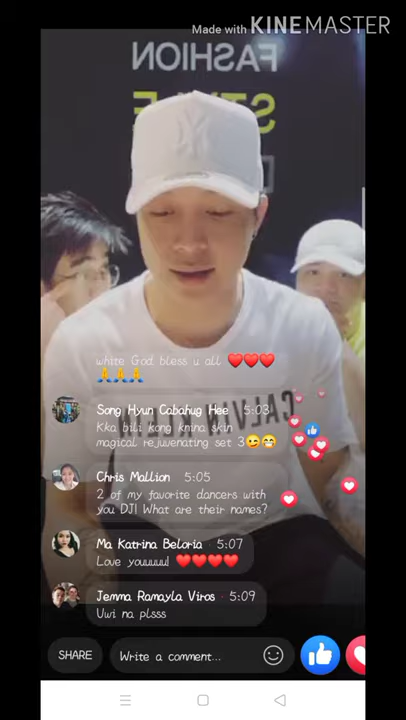 Made with KINEMASTER
FASHION
STYLE
white God bless u all ❤️❤️❤️
🙏🙏🙏
Song Hyun Cabahug Hee · 5:03
Kka bili kong kmina skin
magical rejuvenating set 3😉😁
CALVIN KLEIN
Chris Mallion · 5:05
2 of my favorite dancers with
you DJ! What are their names?
Ma Katrina Beloria · 5:07
Love youuuuu! ❤️❤️❤️❤️
Jemma Ramayla Viros · 5:09
Uwi na plsss
SHARE
Write a comment...